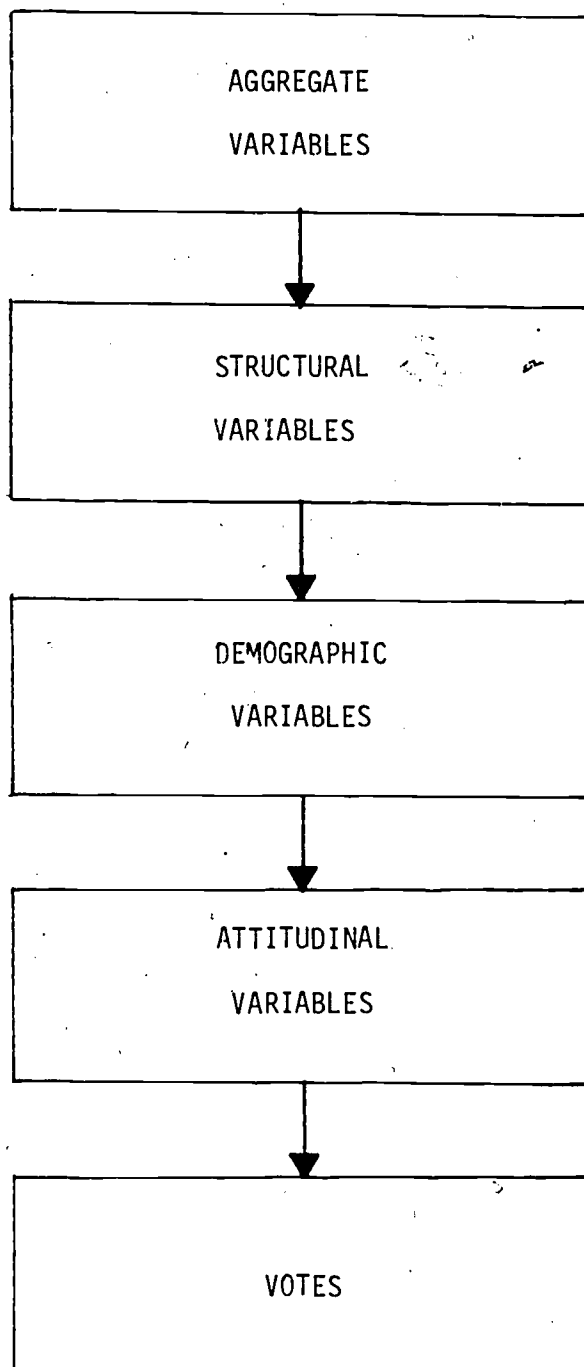 AGGREGATE
VARIABLES
STRUCTURAL
VARIABLES
DEMOGRAPHIC
VARIABLES
ATTITUDINAL
VARIABLES
VOTES